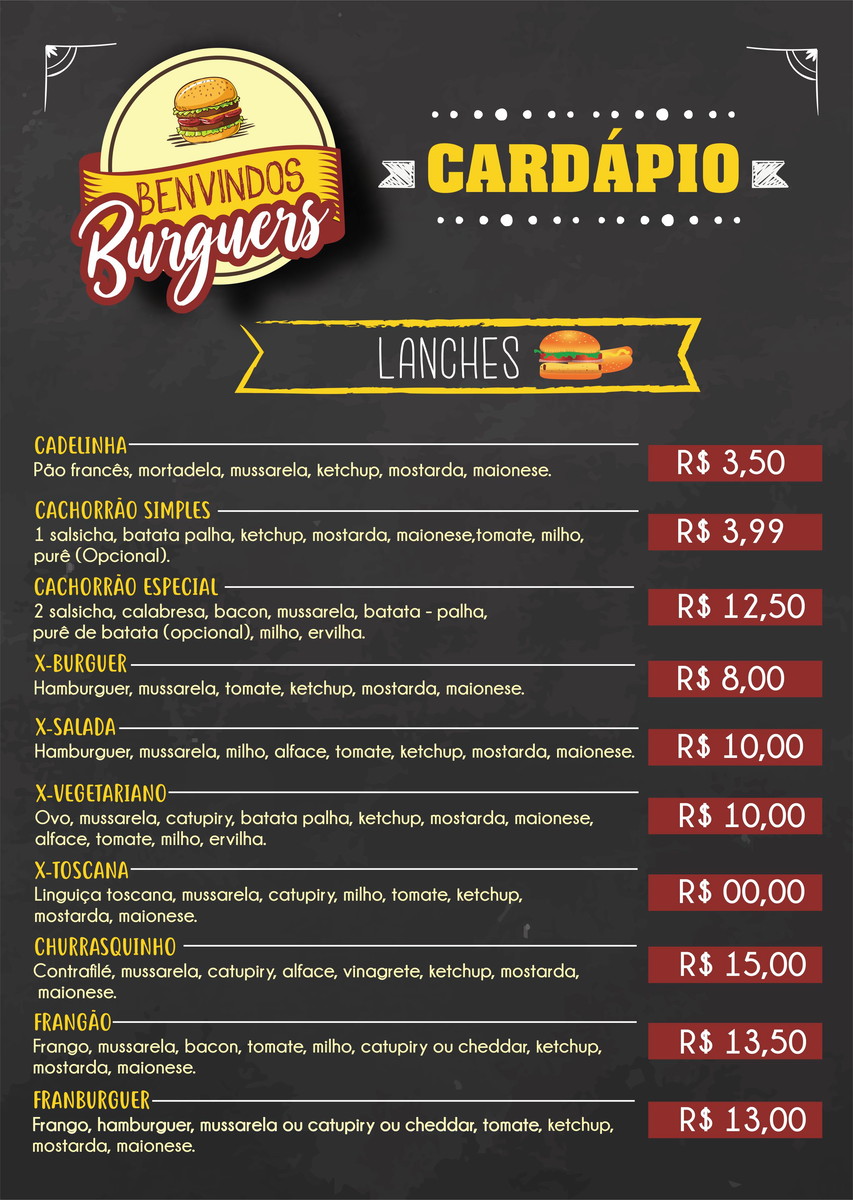 BENVINDOS
Burguers
CARDÁPIO
LANCHES
CADELINHA
Pão francês, mortadela, mussarela, ketchup, mostarda, maionese.
R$ 3,50
CACHORRÃO SIMPLES
1 salsicha, batata palha, ketchup, mostarda, maionese,tomate, milho,
purê (Opcional).
R$ 3,99
CACHORRÃO ESPECIAL
2 salsicha, calabresa, bacon, mussarela, batata - palha,
purê de batata (opcional), milho, ervilha.
R$ 12,50
X-BURGUER
Hamburguer, mussarela, tomate, ketchup, mostarda, maionese.
R$ 8,00
X-SALADA
Hamburguer, mussarela, milho, alface, tomate, ketchup, mostarda, maionese.
R$ 10,00
X-VEGETARIANO
Ovo, mussarela, catupiry, batata palha, ketchup, mostarda, maionese,
alface, tomate, milho, ervilha.
R$ 10,00
X-TOSCANA
Linguiça toscana, mussarela, catupiry, milho, tomate, ketchup,
mostarda, maionese.
R$ 00,00
CHURRASQUINHO
Contrafilé, mussarela, catupiry, alface, vinagrete, ketchup, mostarda,
maionese.
R$ 15,00
FRANGÃO
Frango, mussarela, bacon, tomate, milho, catupiry ou cheddar, ketchup,
mostarda, maionese.
R$ 13,50
FRANBURGUER
Frango, hamburguer, mussarela ou catupiry ou cheddar, tomate, ketchup,
mostarda, maionese.
R$ 13,00